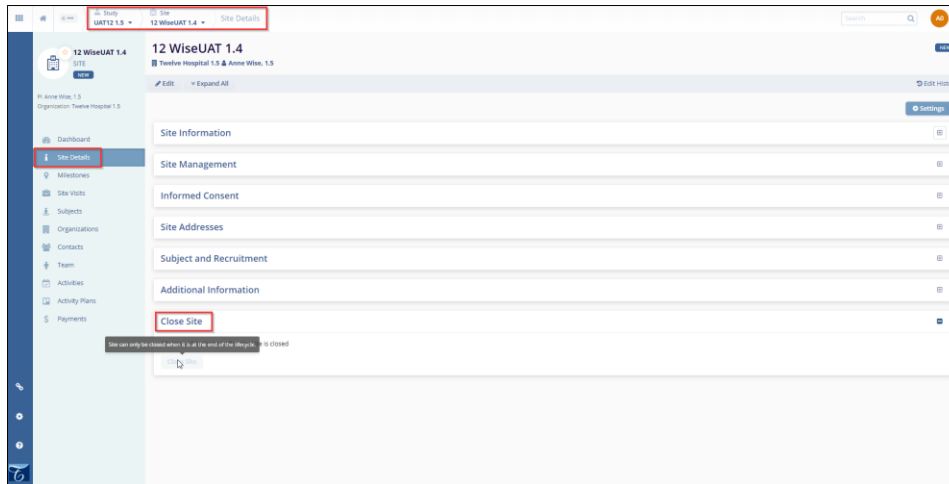 Study
UAT12 1.5
Site
12 WiseUAT 1.4
Site Details
Search
AG
12 WiseUAT 1.4
SITE
NEW
PI Anne Wise, 1.5
Organization Twelve Hospital 1.5
Dashboard
Site Details
Milestones
Site Visits
Subjects
Organizations
Contacts
Team
Activities
Activity Plans
Payments
12 WiseUAT 1.4
Twelve Hospital 1.5 Anne Wise, 1.5
NEW
Edit
Expand All
Edit Hist
Settings
Site Information
Site Management
Informed Consent
Site Addresses
Subject and Recruitment
Additional Information
Close Site
Site can only be closed when it is at the end of the lifecycle.
is closed
Close Site